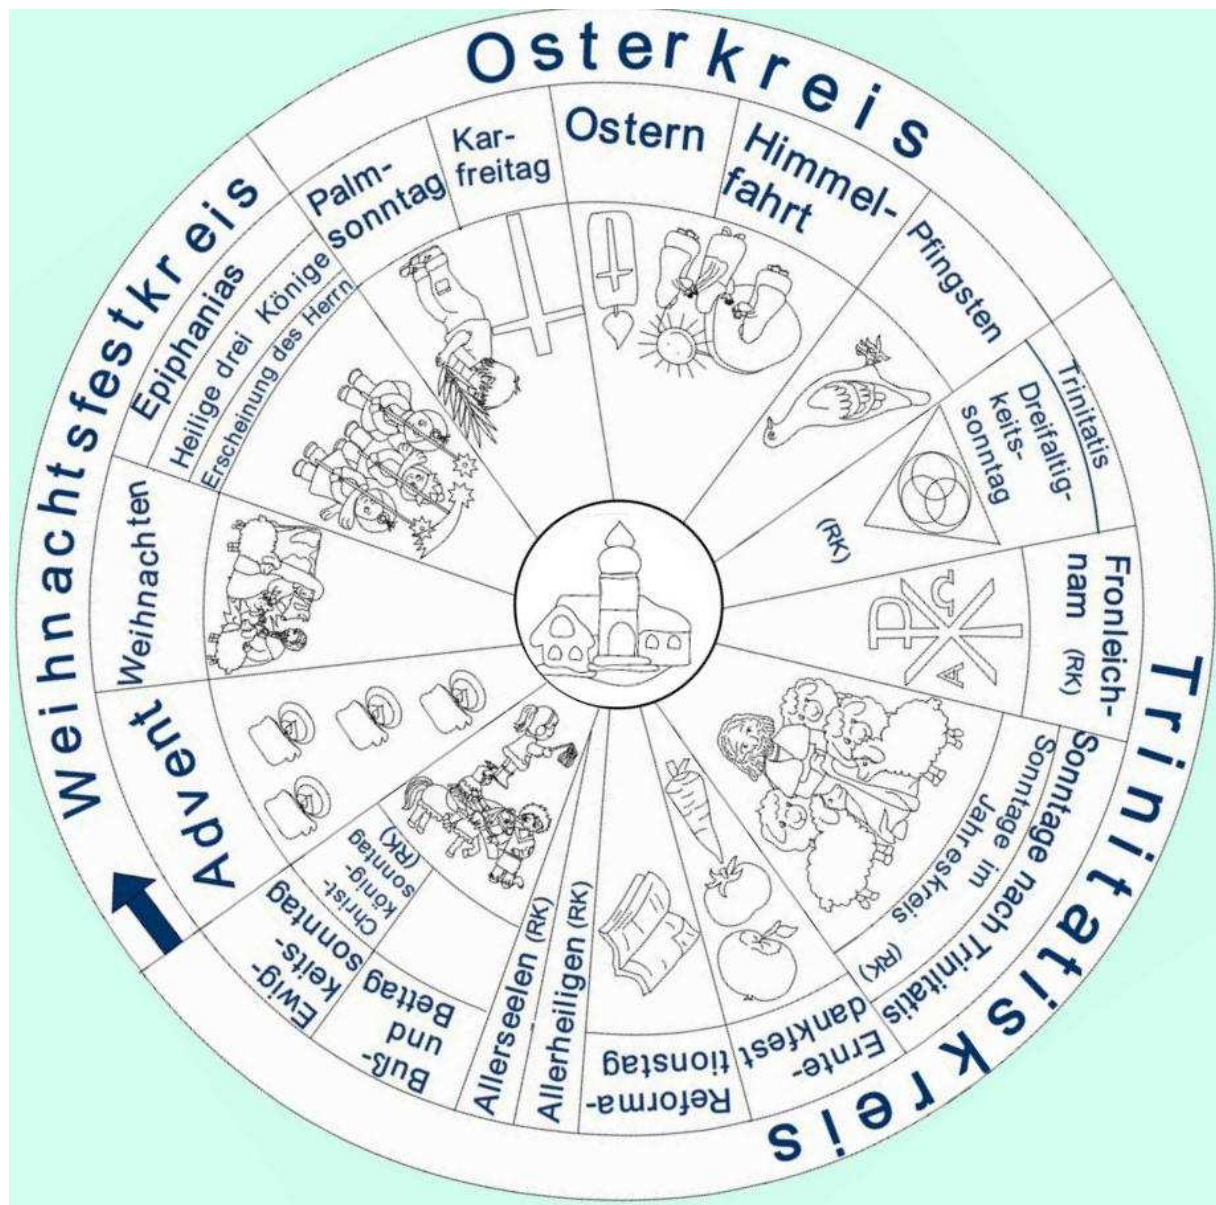 Osterkreis
Palm-
sonntag
Kar-
freitag
Ostern
Himmel-
fahrt
Pfingsten
Trinitatiskreis
Trinitatis
Dreifaltig-
keits-
sonntag
(RK)
Fronleich-
nam (RK)
Sonntage nach Trinitatis
Sonntage im
Jahreskreis (RK)
Ernte-
dankfest
Reforma-
tionstag
Allerheiligen (RK)
Allerseelen (RK)
Buß-
und
Bettag
Ewig-
keits-
sonntag
Christ-
könig-
sonntag
(RK)
Weihnachtsfestkreis
Advent
Weihnachten
Epiphanias
Heilige drei Könige
Erscheinung des Herrn
P
Ω
A